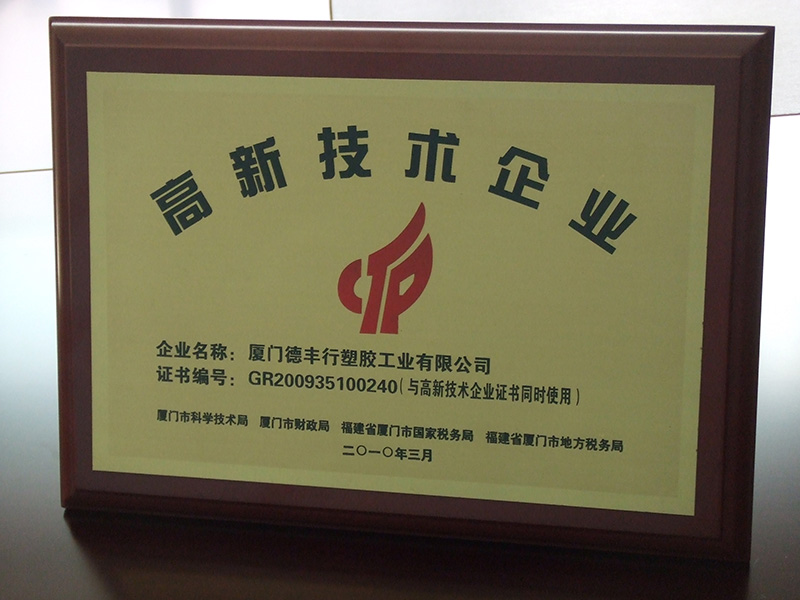 高新技术企业
CTP
企业名称：厦门德丰行塑胶工业有限公司
证书编号：GR200935100240（与高新技术企业证书同时使用）
厦门市科学技术局 厦门市财政局 福建省厦门市国家税务局 福建省厦门市地方税务局
二〇一〇年三月